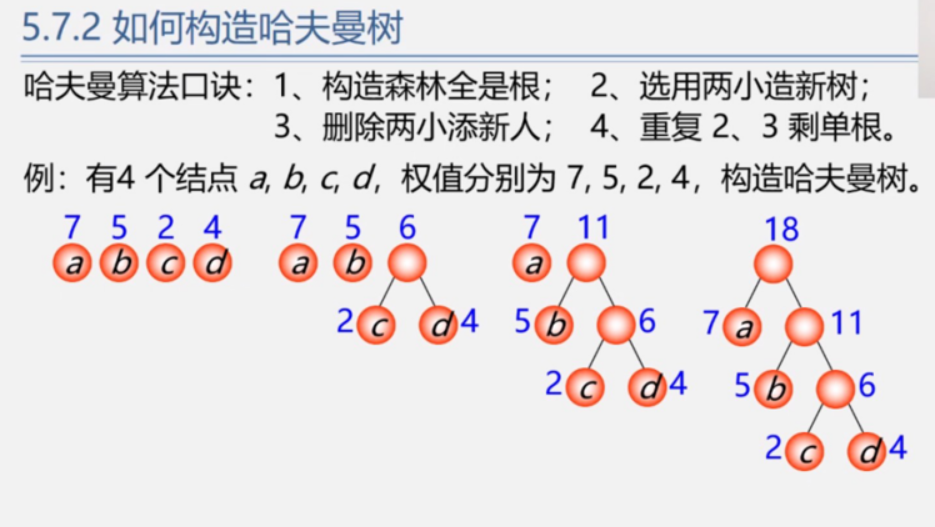 5.7.2 如何构造哈夫曼树
哈夫曼算法口诀：1、构造森林全是根； 2、选用两小造新树；
3、删除两小添新人； 4、重复 2、3 剩单根。
例：有4 个结点 a, b, c, d，权值分别为 7, 5, 2, 4，构造哈夫曼树。
7 5 2 4
a b c d
7 5 6
a b
2 c d 4
7 11
a
5 b 6
2 c d 4
18
7 a 11
5 b 6
2 c d 4